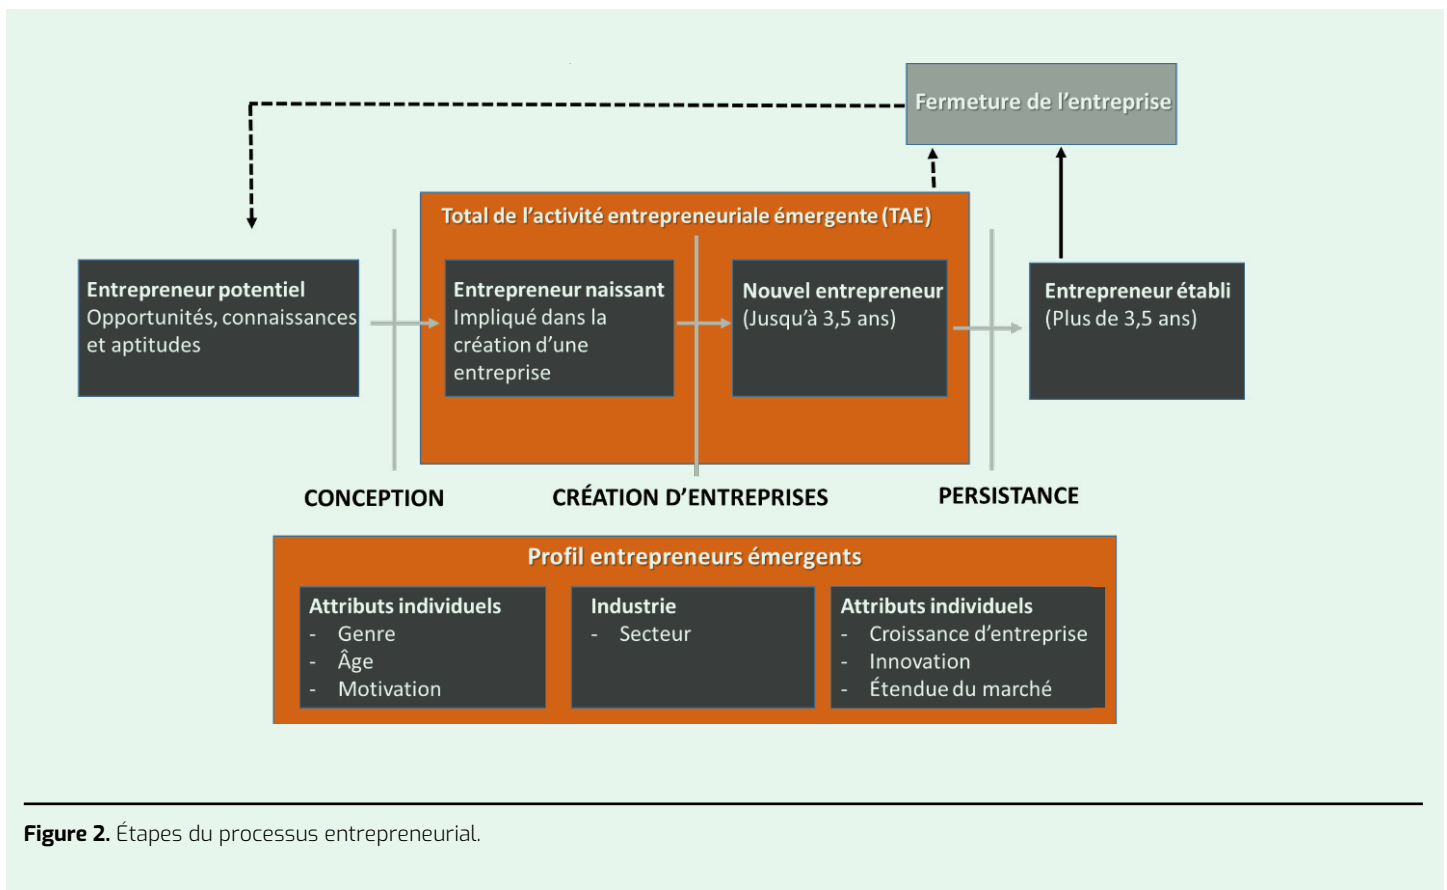 Fermeture de l'entreprise
Total de l'activité entrepreneuriale émergente (TAE)
Entrepreneur potentiel
Opportunités, connaissances
et aptitudes
Entrepreneur naissant
Impliqué dans la
création d'une
entreprise
Nouvel entrepreneur
(Jusqu'à 3,5 ans)
Entrepreneur établi
(Plus de 3,5 ans)
CONCEPTION
CRÉATION D'ENTREPRISES
PERSISTANCE
Profil entrepreneurs émergents
Attributs individuels
- Genre
- Âge
- Motivation
Industrie
- Secteur
Attributs individuels
- Croissance d'entreprise
- Innovation
- Étendue du marché
Figure 2. Étapes du processus entrepreneurial.